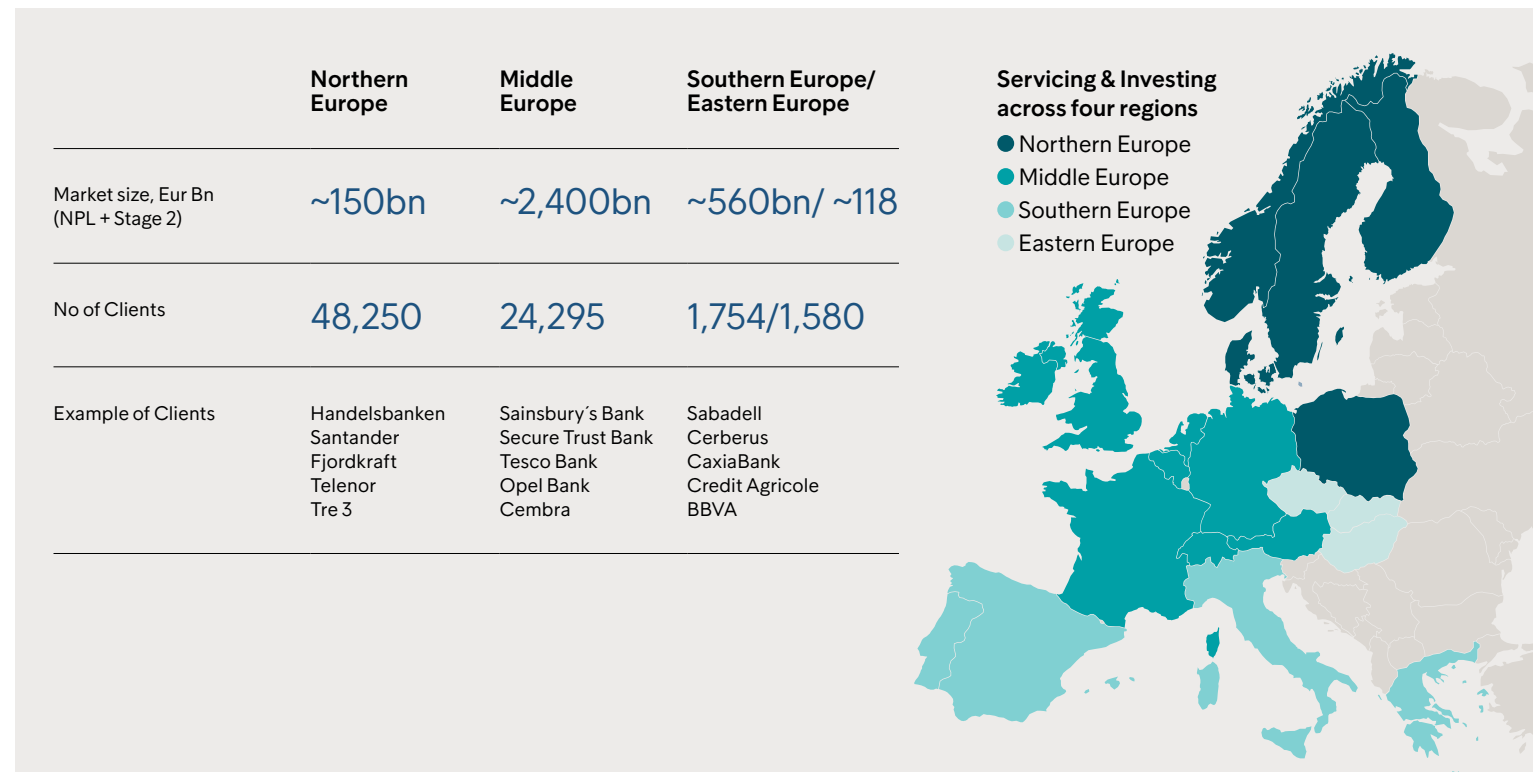 Northern
Europe
Middle
Europe
Southern Europe/
Eastern Europe
Market size, Eur Bn
(NPL + Stage 2)
~150bn
~2,400bn
~560bn/ ~118
No of Clients
48,250
24,295
1,754/1,580
Example of Clients
Handelsbanken
Santander
Fjordkraft
Telenor
Tre 3
Sainsbury´s Bank
Secure Trust Bank
Tesco Bank
Opel Bank
Cembra
Sabadell
Cerberus
CaxiaBank
Credit Agricole
BBVA
Servicing & Investing
across four regions
Northern Europe
Middle Europe
Southern Europe
Eastern Europe